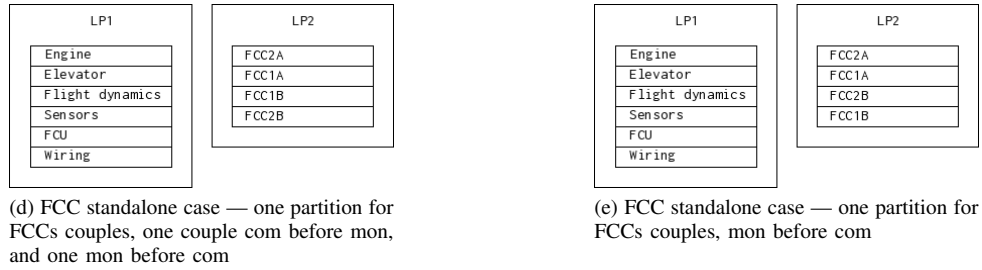 LP1
Engine
Elevator
Flight dynamics
Sensors
FCU
Wiring
LP2
FCC2A
FCC1A
FCC1B
FCC2B
(d) FCC standalone case — one partition for
FCCs couples, one couple com before mon,
and one mon before com
LP1
Engine
Elevator
Flight dynamics
Sensors
FCU
Wiring
LP2
FCC2A
FCC1A
FCC2B
FCC1B
(e) FCC standalone case — one partition for
FCCs couples, mon before com